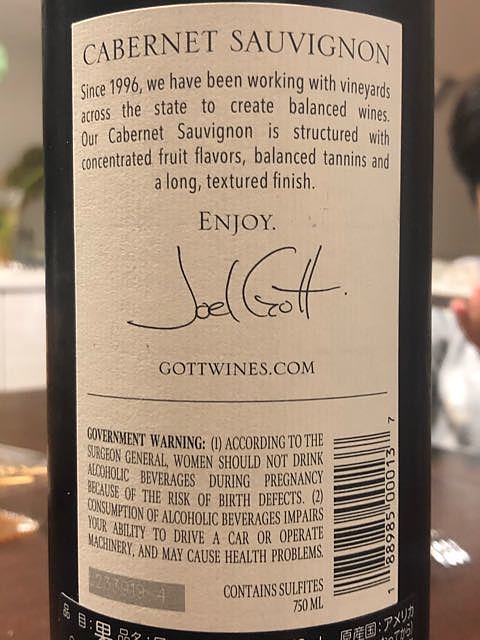 CABERNET SAUVIGNON
Since 1996, we have been working with vineyards
across the state to create balanced wines.
Our Cabernet Sauvignon is structured with
concentrated fruit flavors, balanced tannins and
a long, textured finish.
ENJOY.
Joel Gott
GOTTWINES.COM
GOVERNMENT WARNING: (1) ACCORDING TO THE
SURGEON GENERAL, WOMEN SHOULD NOT DRINK
ALCOHOLIC BEVERAGES DURING PREGNANCY
BECAUSE OF THE RISK OF BIRTH DEFECTS. (2)
CONSUMPTION OF ALCOHOLIC BEVERAGES IMPAIRS
YOUR ABILITY TO DRIVE A CAR OR OPERATE
MACHINERY, AND MAY CAUSE HEALTH PROBLEMS.
CONTAINS SULFITES
750 ML
1 88985 00013 7
品目:果
原産国:アメリカ